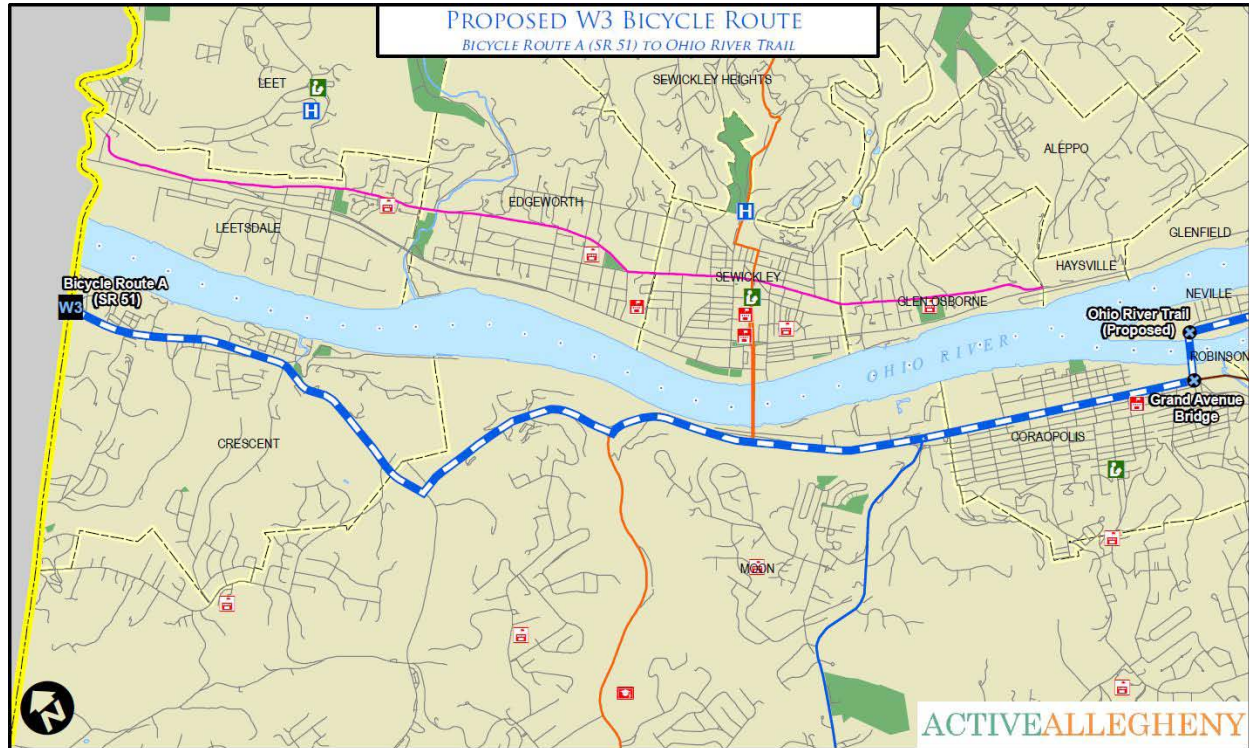 PROPOSED W3 BICYCLE ROUTE
BICYCLE ROUTE A (SR 51) TO OHIO RIVER TRAIL
LEET
H
SEWICKLEY HEIGHTS
ALEPPO
EDGEWORTH
H
LEETSDALE
GLENFIELD
HAYSVILLE
SEWICKLEY
Bicycle Route A
(SR 51)
W3
GLEN OSBORNE
NEVILLE
Ohio River Trail
(Proposed)
OHIO RIVER
ROBINSON
Grand Avenue
Bridge
CRESCENT
CORAOPOLIS
MOON
N
ACTIVEALLEGHENY